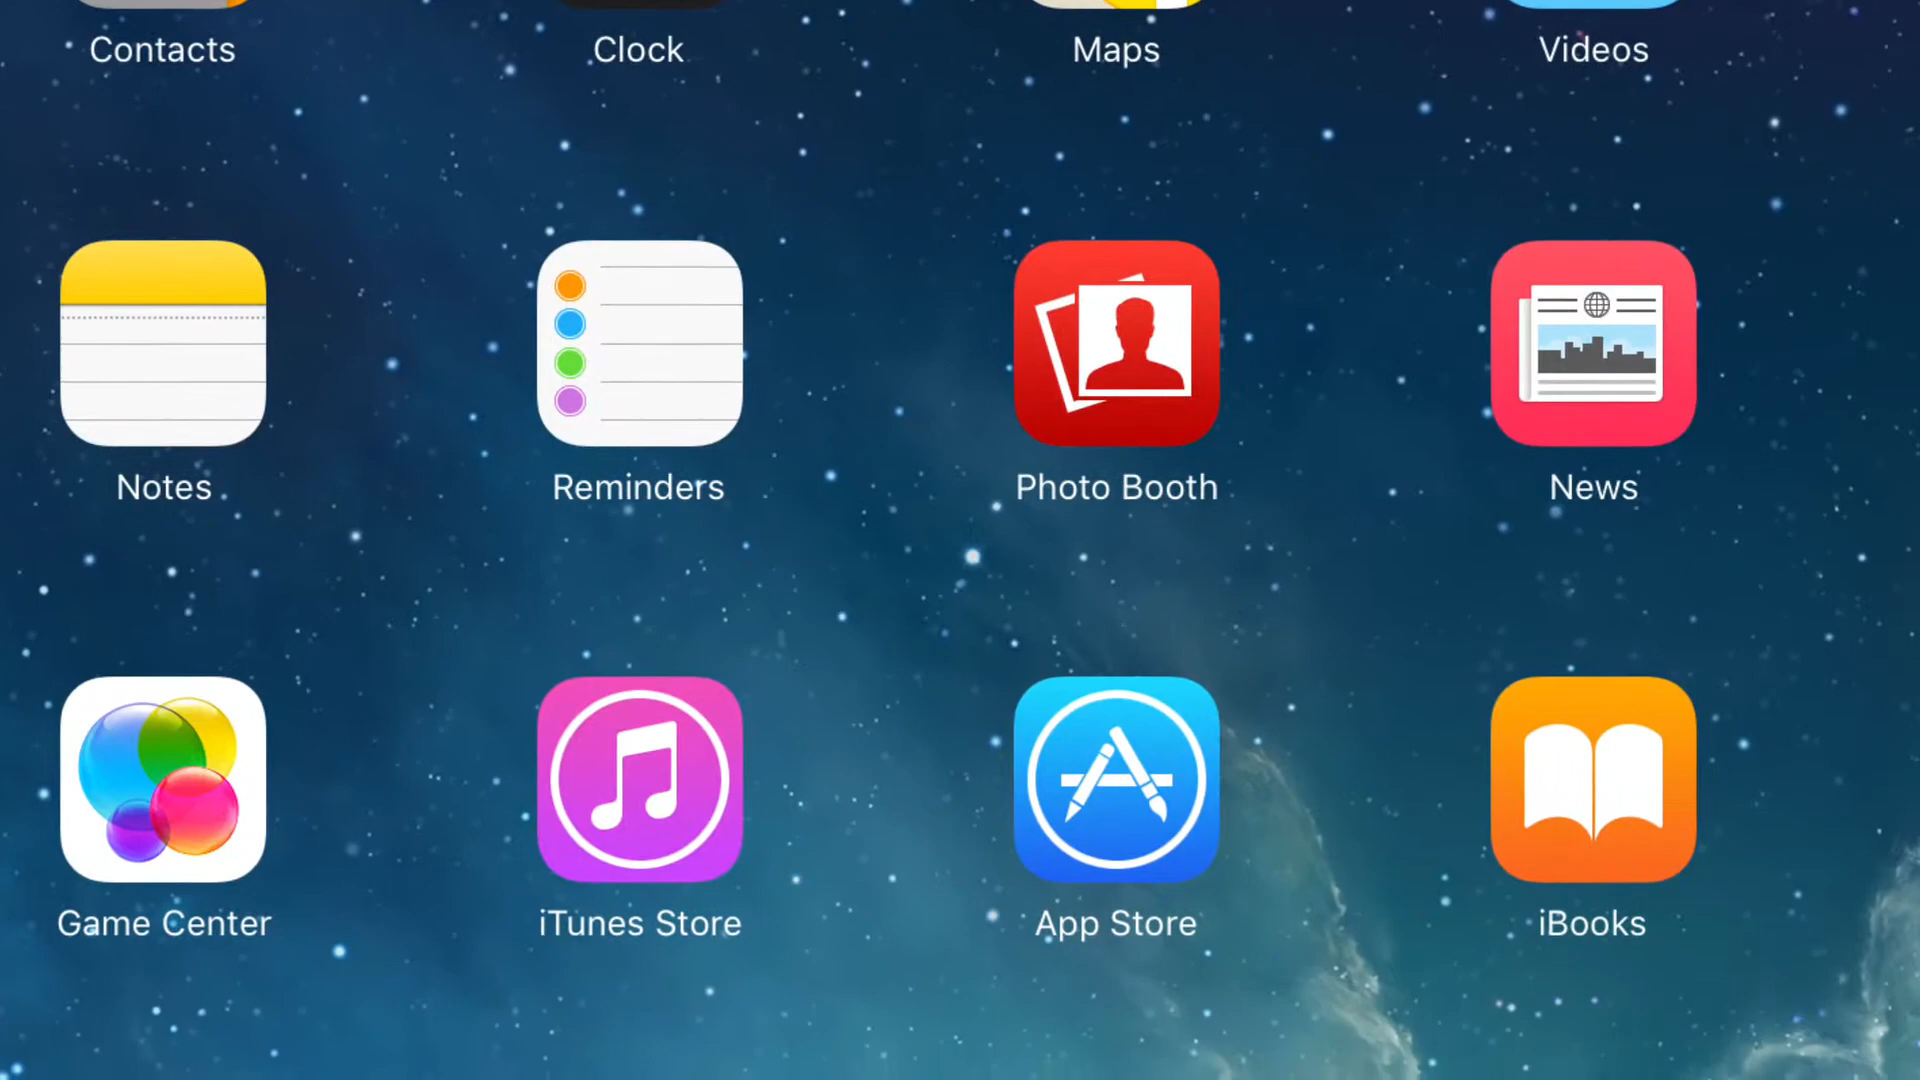 Contacts
Clock
Maps
Videos
Notes
Reminders
Photo Booth
News
Game Center
iTunes Store
App Store
iBooks